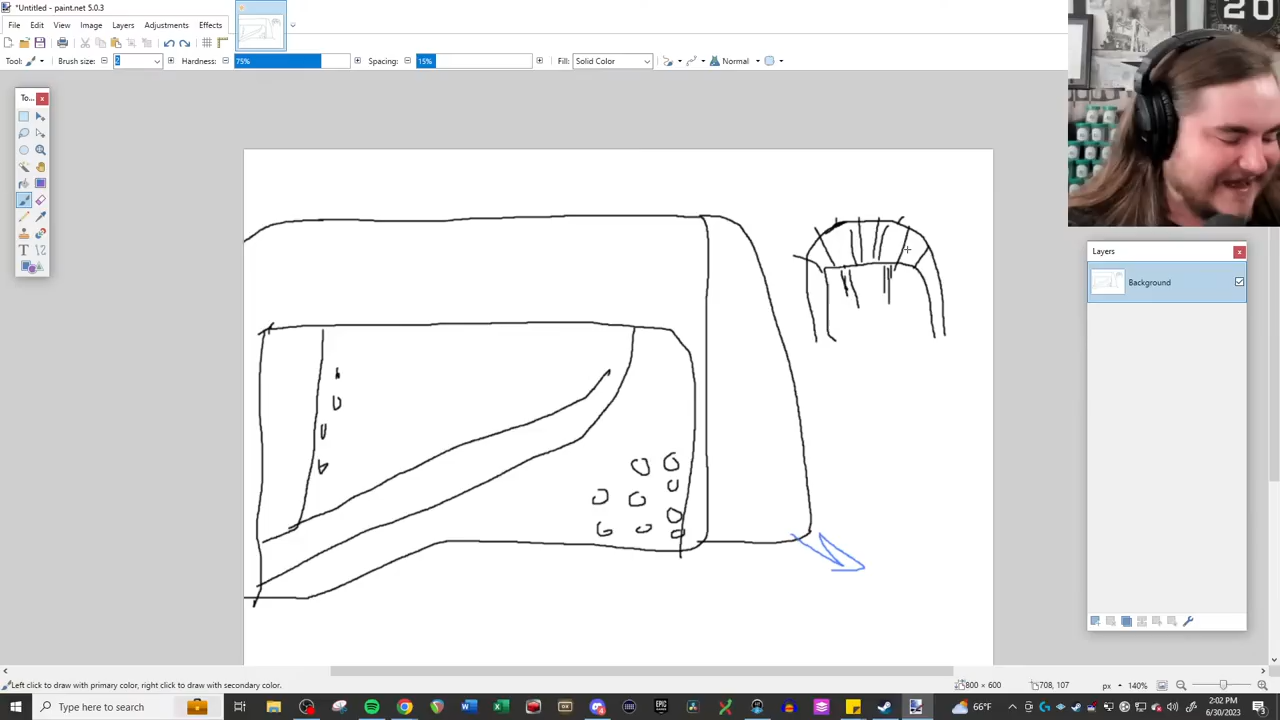 *Untitled - paint.net 5.0.3
File Edit View Image Layers Adjustments Effects
Tool: Brush size: 2 Hardness: 75% Spacing: 15% Fill: Solid Color Normal
To...
20
Layers
Background
Left click to draw with primary color, right click to draw with secondary color. 800 × 600 708, 107 px 140%
Type here to search 66°F 2:02 PM
6/30/2023